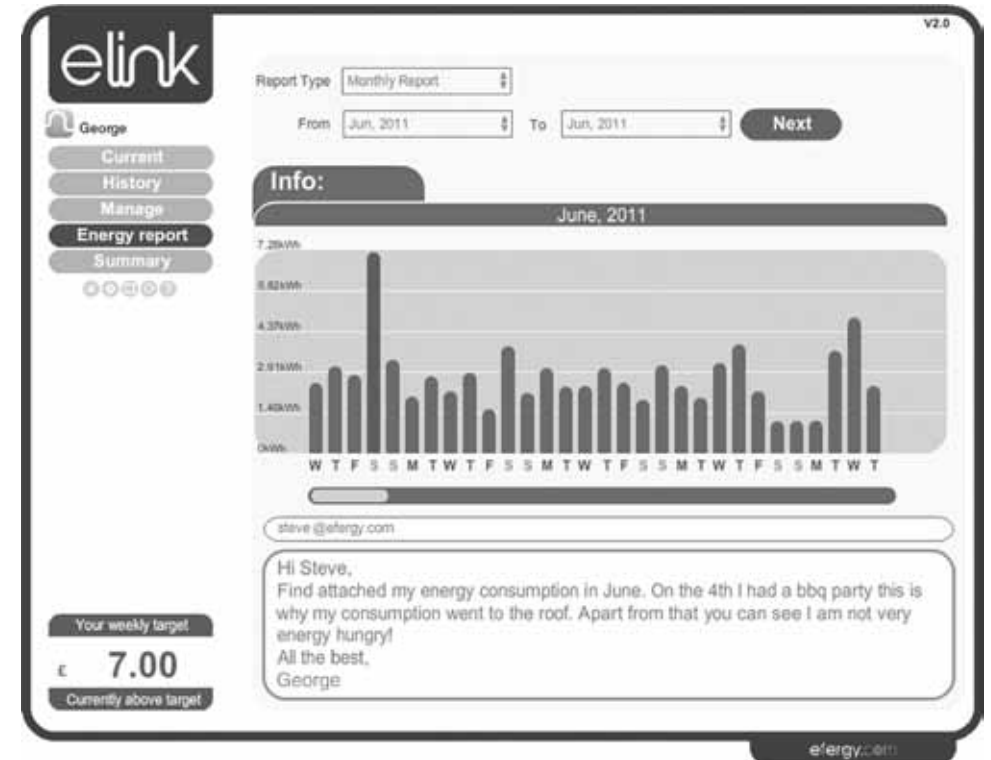 V2.0
elink
George
Current
History
Manage
Energy report
Summary
Report Type Monthly Report
From Jun, 2011 To Jun, 2011 Next
Info:
June, 2011
7.28kWh
5.82kWh
4.37kWh
2.91kWh
1.46kWh
0kWh
W T F S S M T W T F S S M T W T F S S M T W T F S S M T W T
steve@efergy.com
Hi Steve,
Find attached my energy consumption in June. On the 4th I had a bbq party this is
why my consumption went to the roof. Apart from that you can see I am not very
energy hungry!
All the best,
George
Your weekly target
£ 7.00
Currently above target
efergy.com